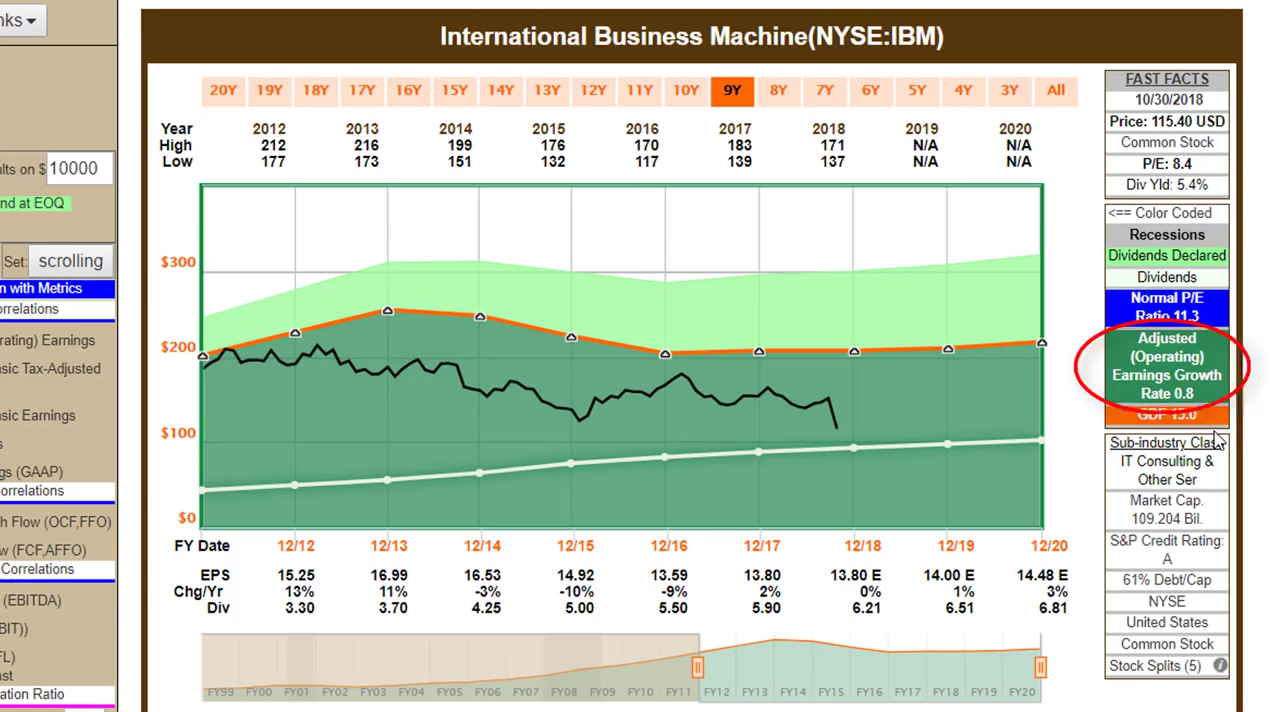 nks
International Business Machine(NYSE:IBM)
20Y 19Y 18Y 17Y 16Y 15Y 14Y 13Y 12Y 11Y 10Y 9Y 8Y 7Y 6Y 5Y 4Y 3Y All
Year 2012 2013 2014 2015 2016 2017 2018 2019 2020
High 212 216 199 176 170 183 171 N/A N/A
Low 177 173 151 132 117 139 137 N/A N/A
ults on $ 10000
nd at EOQ
Set: scrolling
n with Metrics
orrelations
rating) Earnings
sic Tax-Adjusted
sic Earnings
s
gs (GAAP)
orrelations
h Flow (OCF,FFO)
w (FCF,AFFO)
Correlations
(EBITDA)
BIT))
FL)
st
ation Ratio
$300
$200
$100
$0
FY Date 12/12 12/13 12/14 12/15 12/16 12/17 12/18 12/19 12/20
EPS 15.25 16.99 16.53 14.92 13.59 13.80 13.80 E 14.00 E 14.48 E
Chg/Yr 13% 11% -3% -10% -9% 2% 0% 1% 3%
Div 3.30 3.70 4.25 5.00 5.50 5.90 6.21 6.51 6.81
FY99 FY00 FY01 FY02 FY03 FY04 FY05 FY06 FY07 FY08 FY09 FY10 FY11 FY12 FY13 FY14 FY15 FY16 FY17 FY18 FY19 FY20
FAST FACTS
10/30/2018
Price: 115.40 USD
Common Stock
P/E: 8.4
Div Yld: 5.4%
<== Color Coded
Recessions
Dividends Declared
Dividends
Normal P/E
Ratio 11.3
Adjusted
(Operating)
Earnings Growth
Rate 0.8
GDF 15.0
Sub-industry Clas
IT Consulting &
Other Ser
Market Cap.
109.204 Bil.
S&P Credit Rating:
A
61% Debt/Cap
NYSE
United States
Common Stock
Stock Splits (5) i